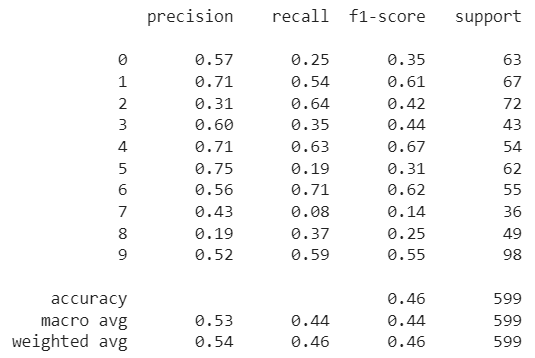 precision recall f1-score support
0 0.57 0.25 0.35 63
1 0.71 0.54 0.61 67
2 0.31 0.64 0.42 72
3 0.60 0.35 0.44 43
4 0.71 0.63 0.67 54
5 0.75 0.19 0.31 62
6 0.56 0.71 0.62 55
7 0.43 0.08 0.14 36
8 0.19 0.37 0.25 49
9 0.52 0.59 0.55 98
accuracy 0.46 599
macro avg 0.53 0.44 0.44 599
weighted avg 0.54 0.46 0.46 599